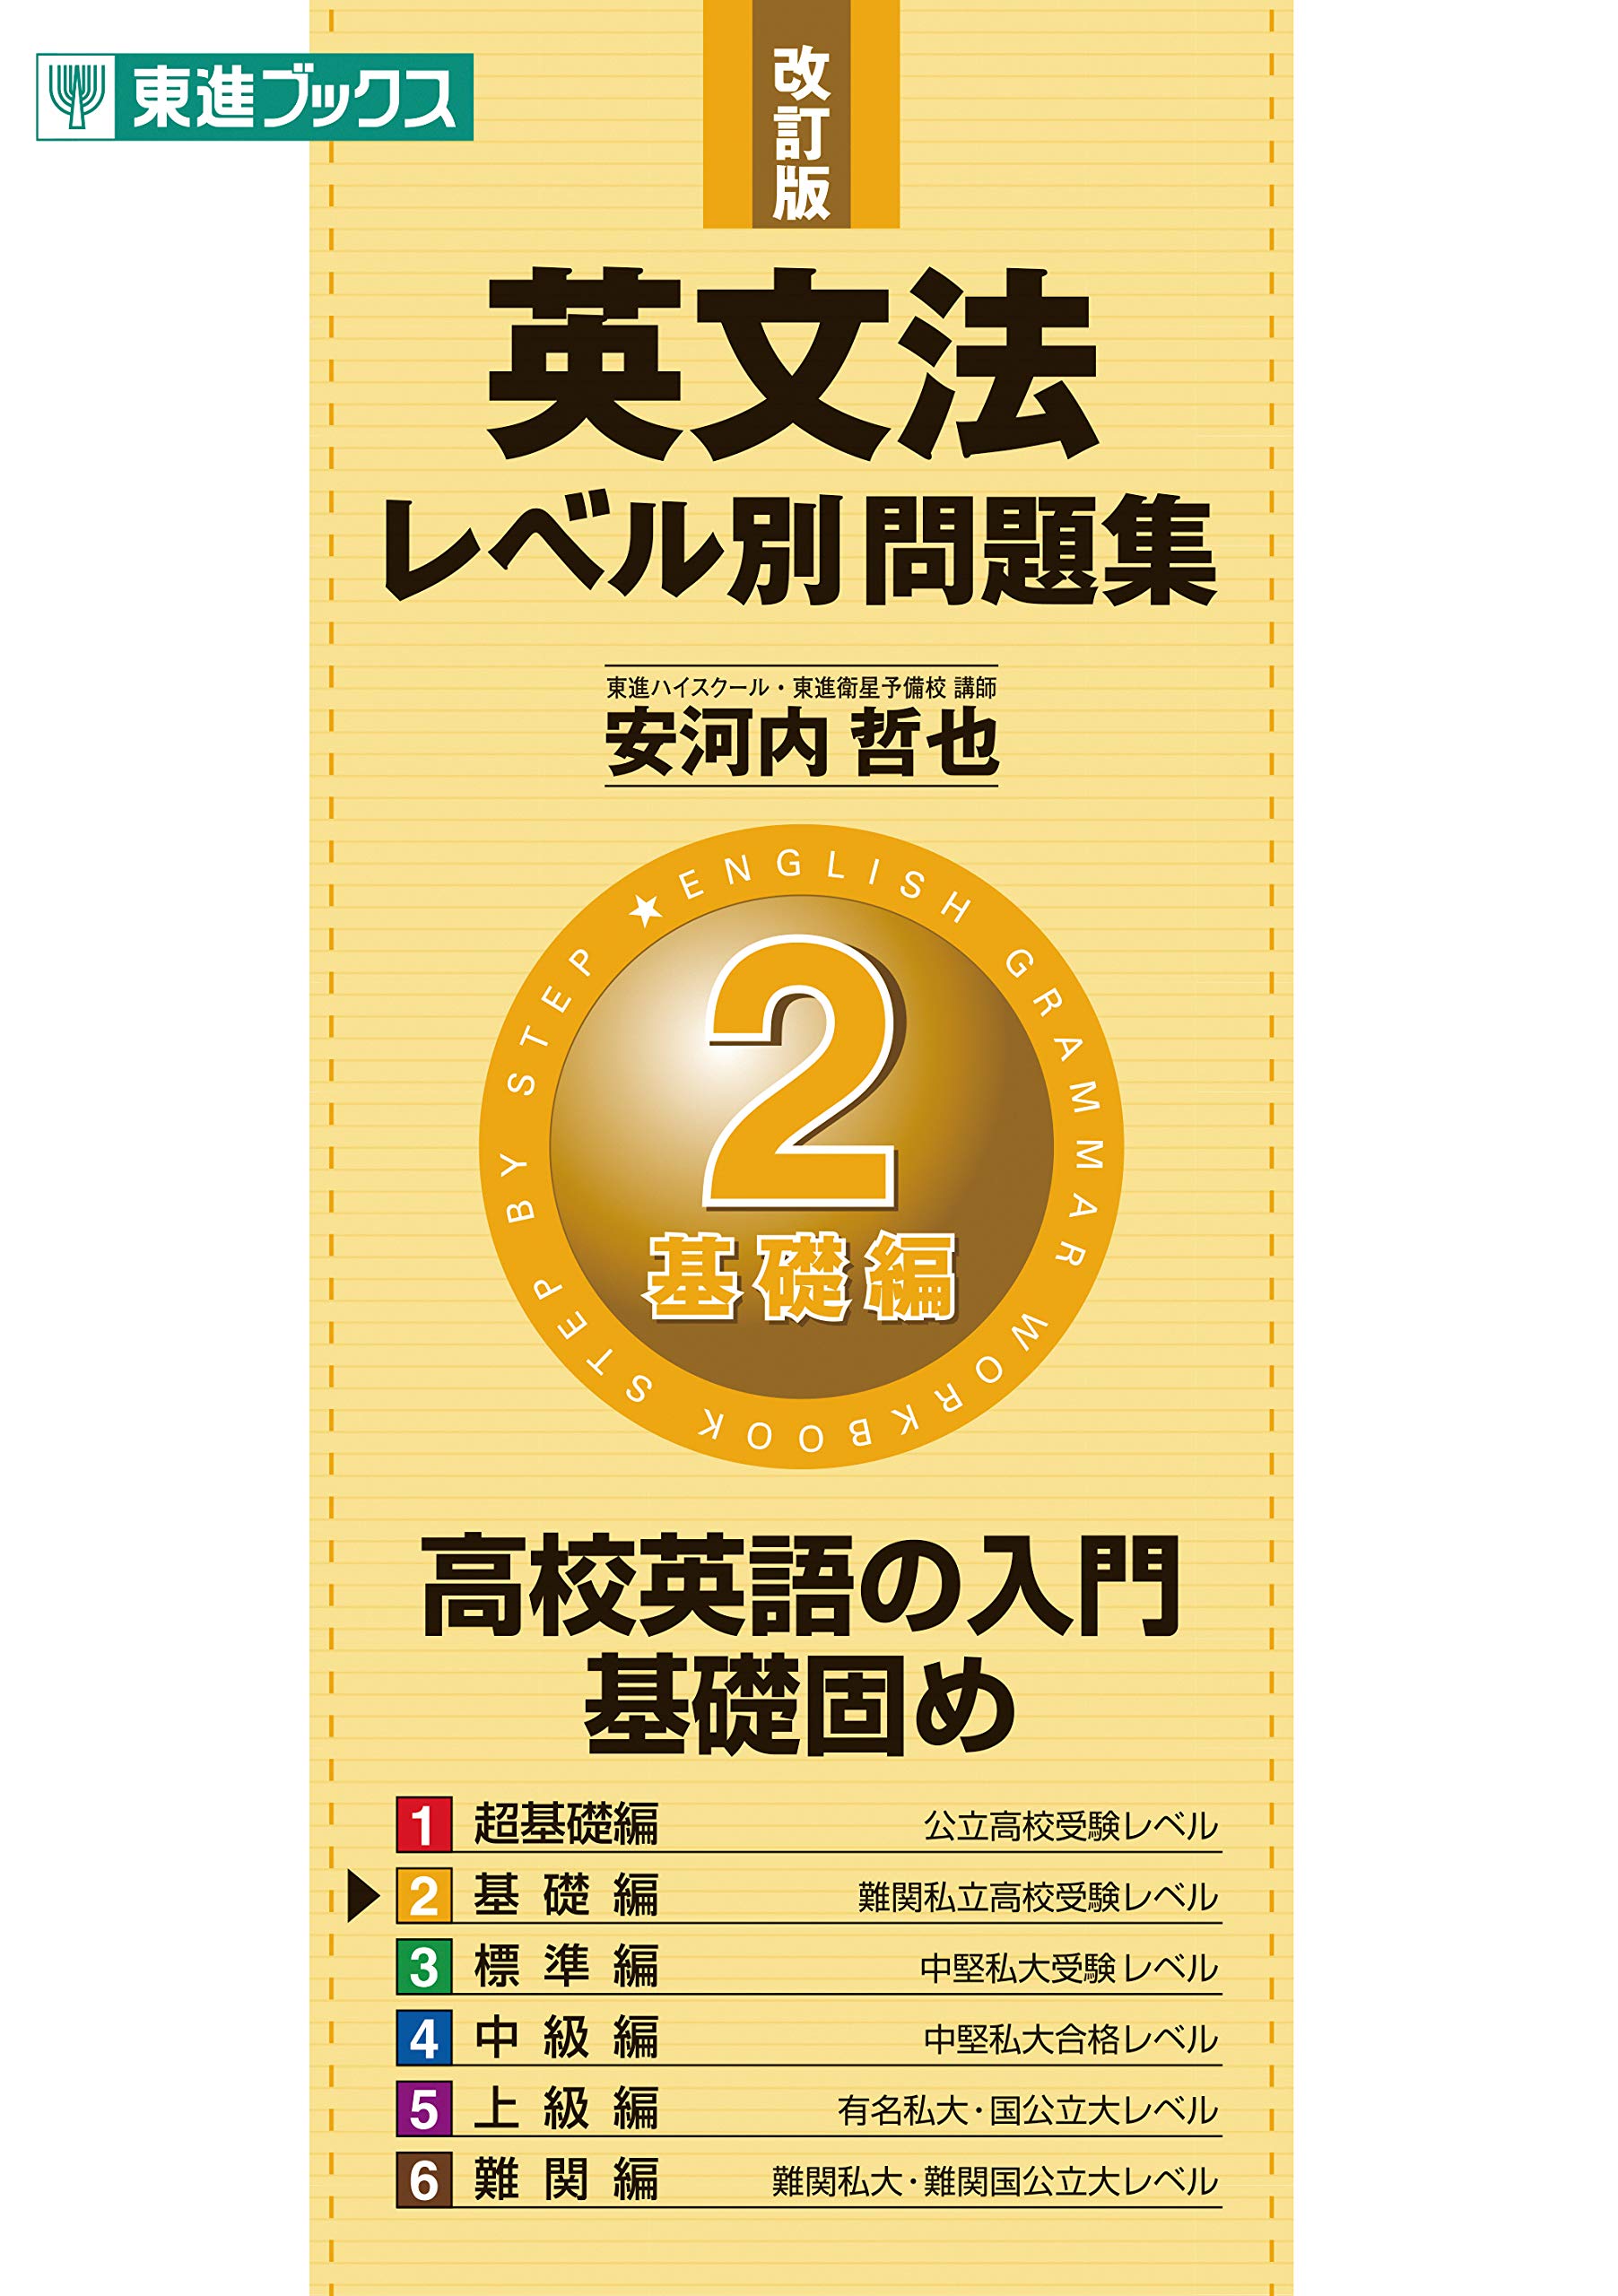 東進ブックス
改訂版
英文法
レベル別問題集
東進ハイスクール・東進衛星予備校 講師
安河内 哲也
★ENGLISH GRAMMAR WORKBOOK STEP BY STEP
2
基礎編
高校英語の入門
基礎固め
1 超基礎編 公立高校受験レベル
2 基礎編 難関私立高校受験レベル
3 標準編 中堅私大受験レベル
4 中級編 中堅私大合格レベル
5 上級編 有名私大・国公立大レベル
6 難関編 難関私大・難関国公立大レベル